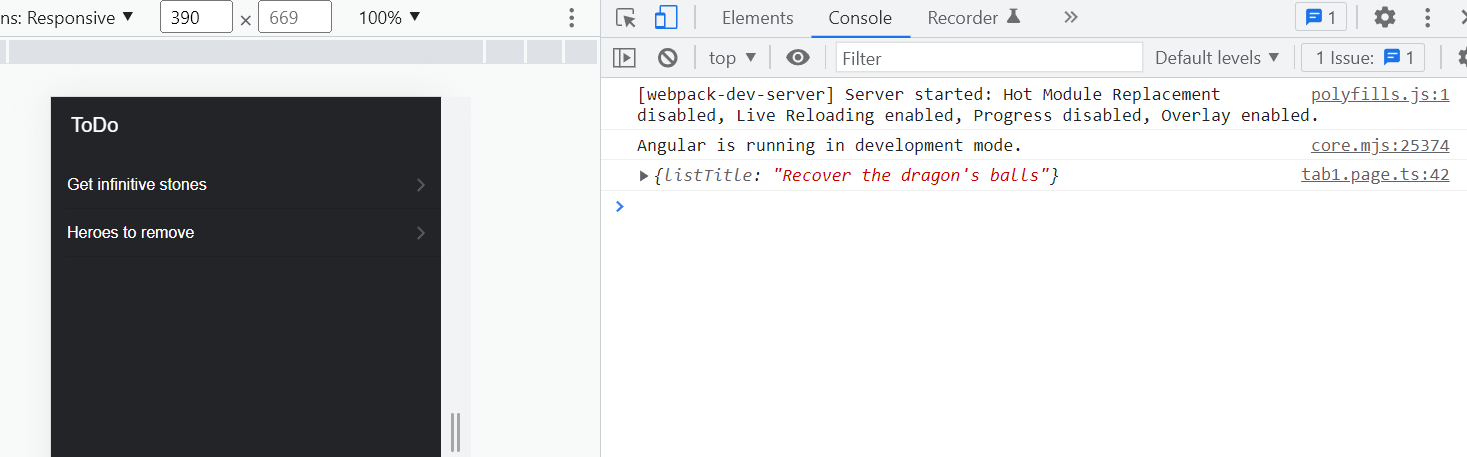 ns: Responsive ▼ 390 × 669 100% ▼
Elements Console Recorder 1
top ▼ Filter Default levels ▼ 1 Issue: 1
ToDo
Get infinitive stones
Heroes to remove
[webpack-dev-server] Server started: Hot Module Replacement polyfills.js:1
disabled, Live Reloading enabled, Progress disabled, Overlay enabled.
Angular is running in development mode. core.mjs:25374
▶ {listTitle: "Recover the dragon's balls"} tab1.page.ts:42